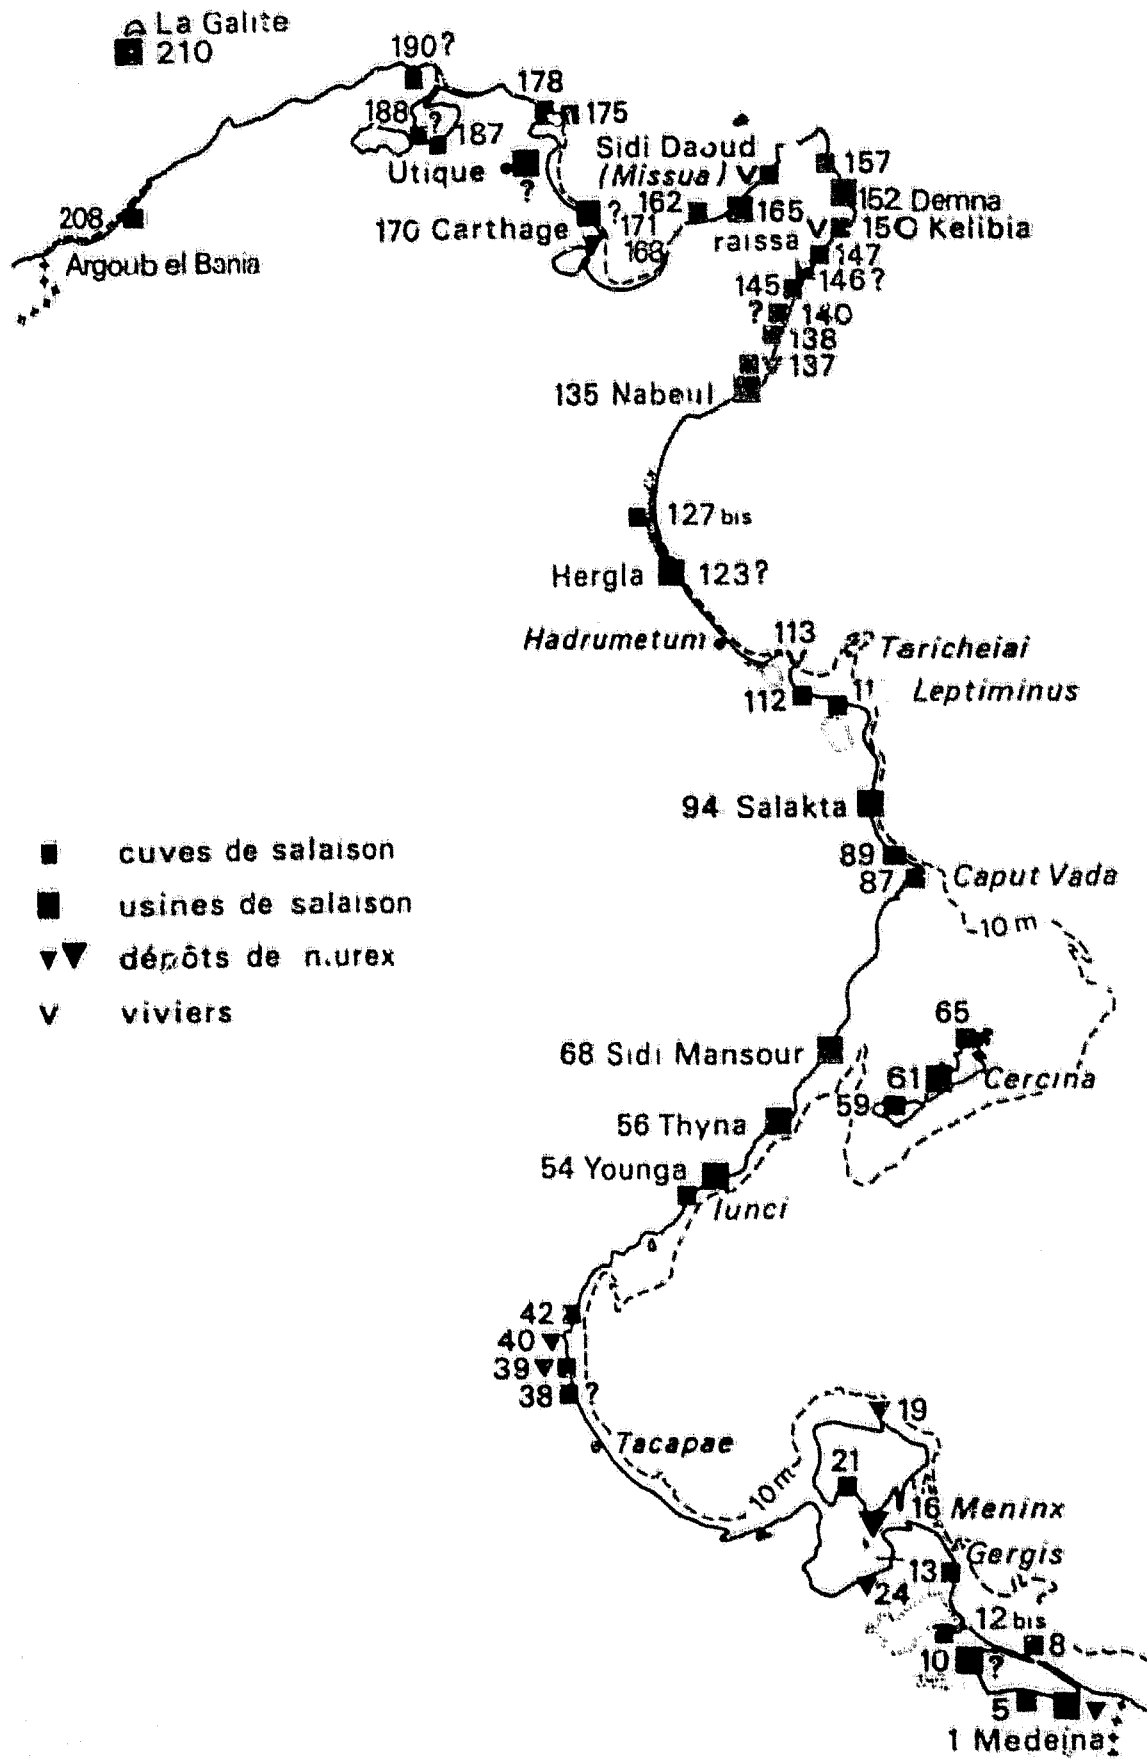 La Galite
210
190?
178
175
188
?
187
Utique
?
Sidi Daoud
(Missua)
157
152 Demna
162
165
150 Kelibia
208
170 Carthage
?
171
168
raissa
147
Argoub el Bania
145
146?
?
140
138
137
135 Nabeul
127 bis
Hergla
123?
Hadrumetum
113
Taricheiai
112
11
Leptiminus
94 Salakta
89
87
Caput Vada
10 m
cuves de salaison
usines de salaison
dépôts de n.urex
viviers
65
68 Sidi Mansour
61
Cercina
59
56 Thyna
54 Younga
Iunci
42
40
39
38
?
Tacapae
19
21
10 m
16 Meninx
Gergis
13
24
12 bis
8
10
?
5
1 Medeina